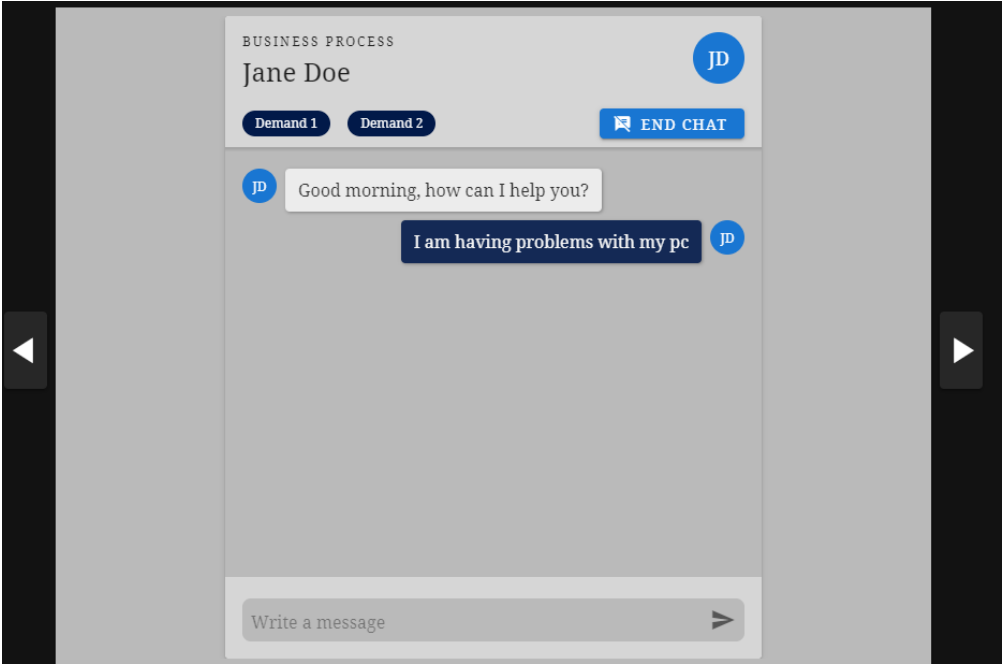 BUSINESS PROCESS
Jane Doe
JD
Demand 1
Demand 2
END CHAT
JD
Good morning, how can I help you?
I am having problems with my pc
JD
Write a message